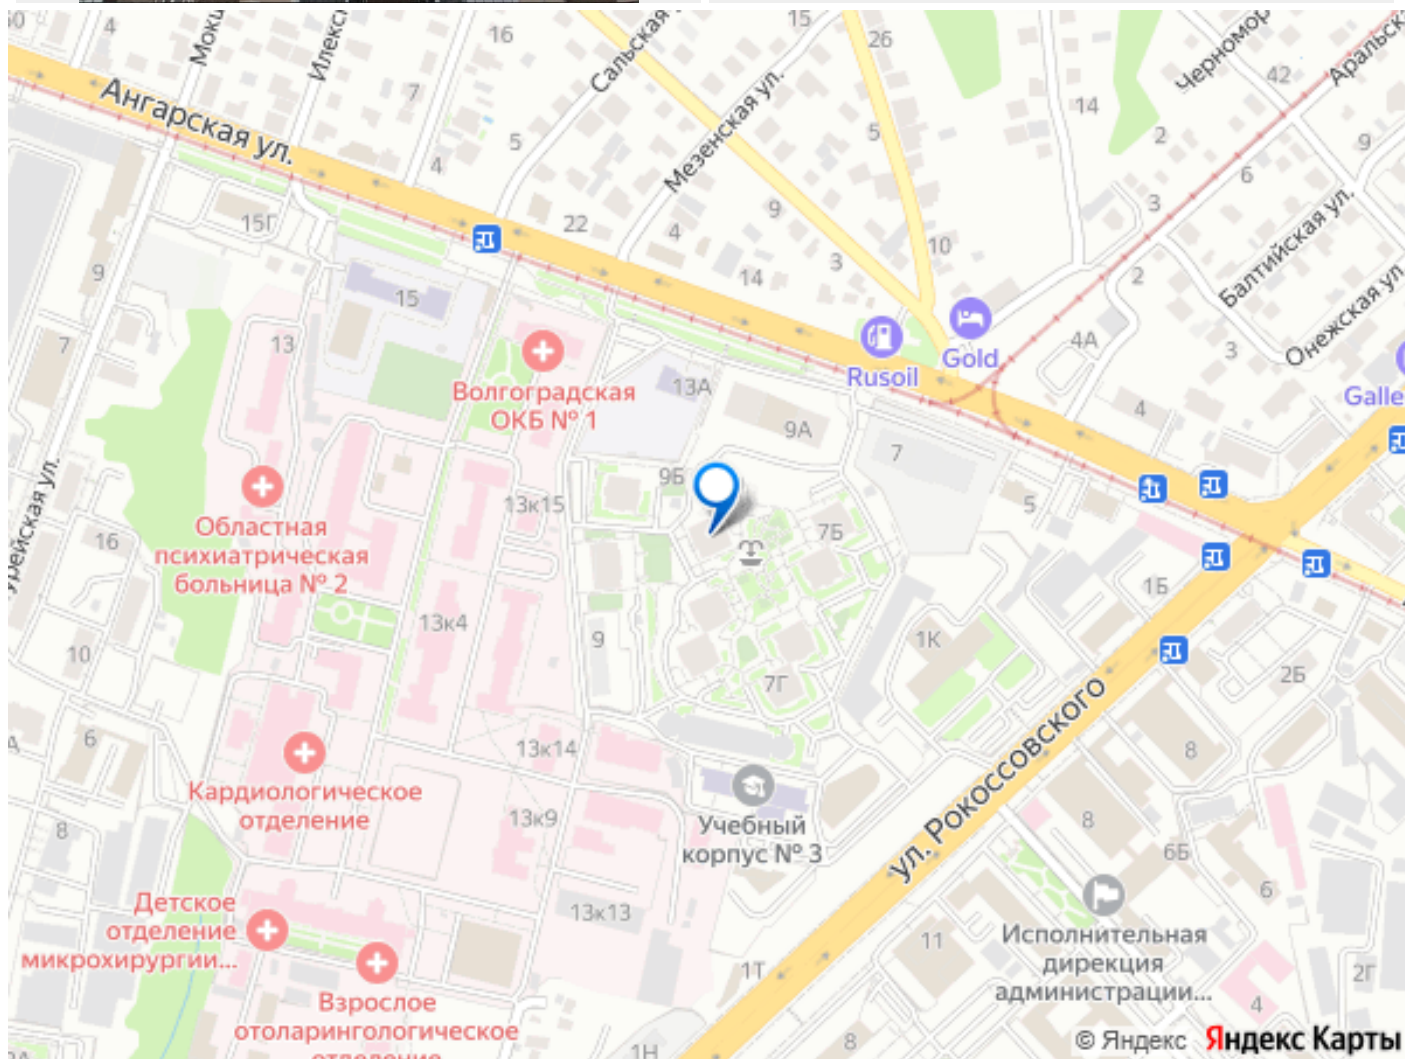 4
16
15
26
Сальская
Черномор
42
Аральск
Ангарская ул.
7
5
Мезенская ул.
5
14
2
9
4
6
15Г
22
4
9
3
10
3
Балтийская ул.
9
15
14
2
Онежская ул.
7
13
Волгоградская
ОКБ № 1
13А
Rusoil
Gold
4А
3
Galle
9А
4
7
9Б
Областная
психиатрическая
больница № 2
13к15
7Б
5
16
1Б
13к4
9
1К
10
7Г
2Б
ул. Рокоссовского
6
13к14
8
Кардиологическое
отделение
8
13к9
Учебный
корпус № 3
8
6Б
6
Детское
отделение
микрохирургии...
13к13
11
Исполнительная
дирекция
администрации...
1Т
2Г
4
Взрослое
отоларингологическое
отделение
1Н
8
© Яндекс Яндекс Карты